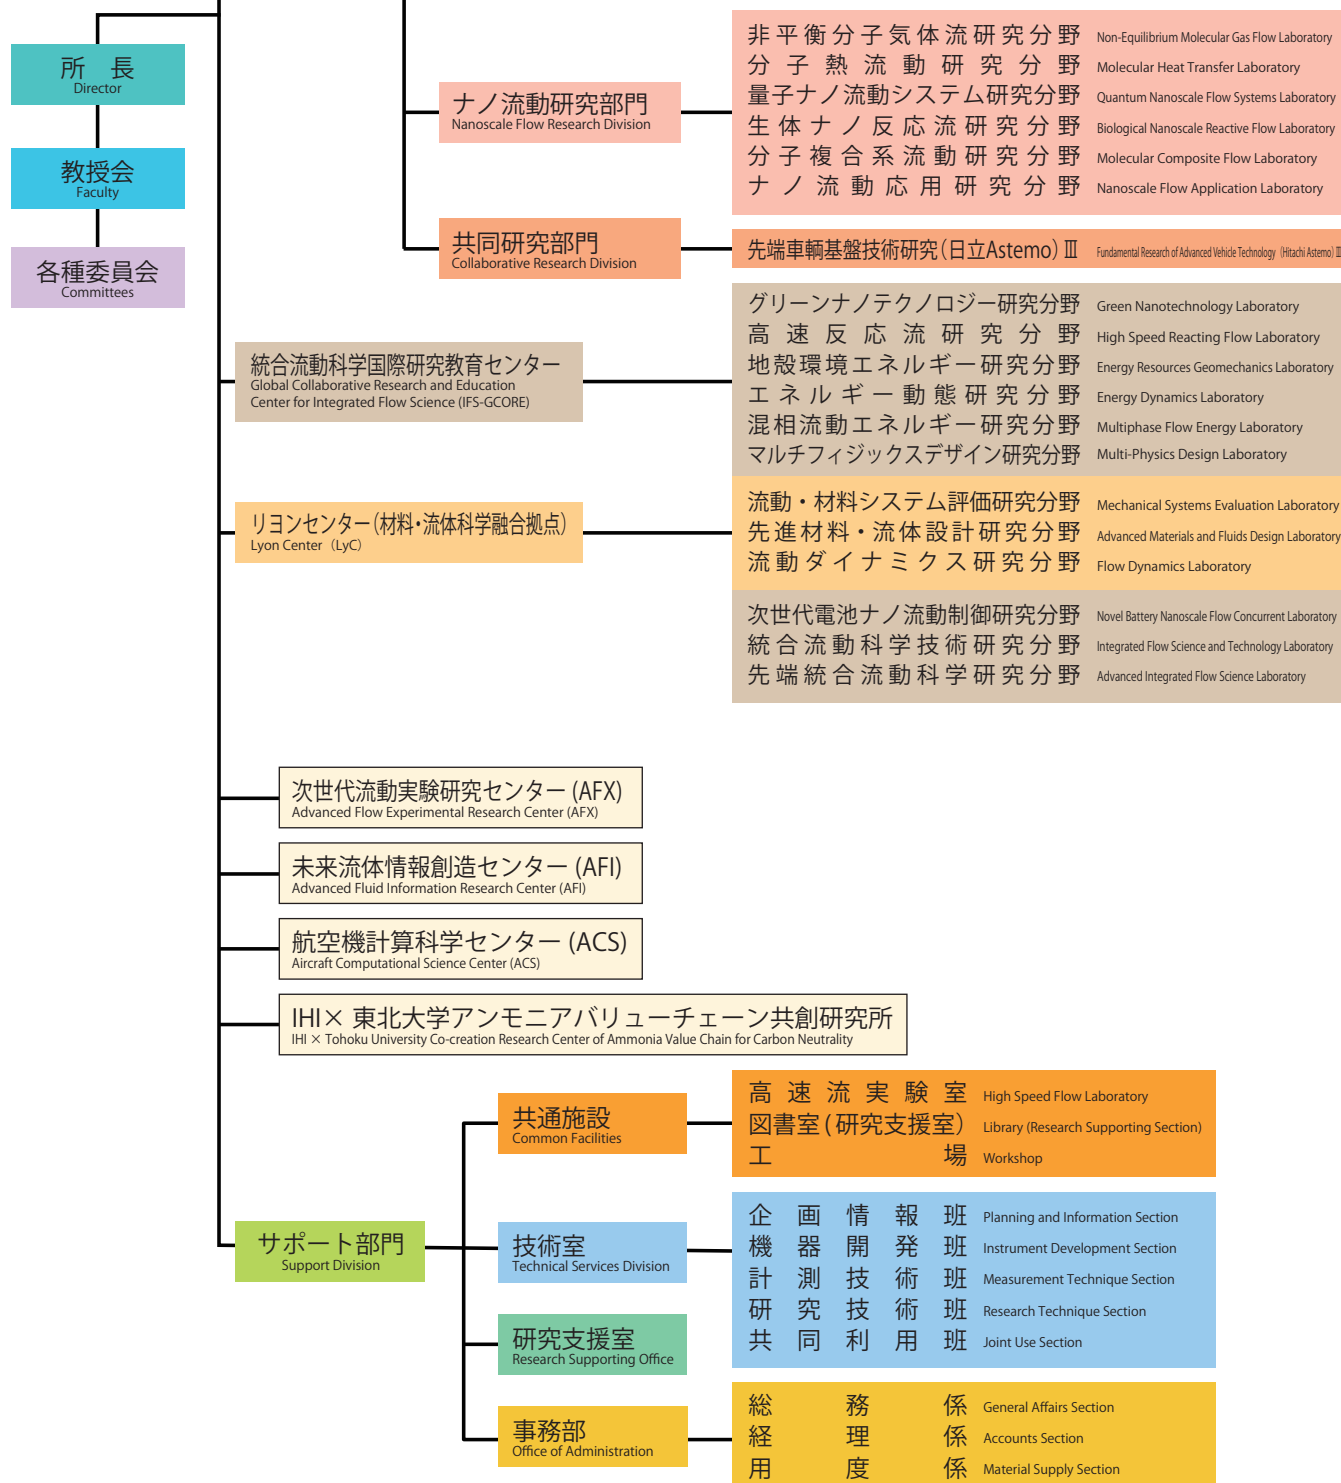 所長
Director
教授会
Faculty
各種委員会
Committees
ナノ流動研究部門
Nanoscale Flow Research Division
非平衡分子気体流研究分野 Non-Equilibrium Molecular Gas Flow Laboratory
分子熱流動研究分野 Molecular Heat Transfer Laboratory
量子ナノ流動システム研究分野 Quantum Nanoscale Flow Systems Laboratory
生体ナノ反応流研究分野 Biological Nanoscale Reactive Flow Laboratory
分子複合系流動研究分野 Molecular Composite Flow Laboratory
ナノ流動応用研究分野 Nanoscale Flow Application Laboratory
共同研究部門
Collaborative Research Division
先端車輌基盤技術研究(日立Astemo)Ⅲ Fundamental Research of Advanced Vehicle Technology (Hitachi Astemo) Ⅲ
統合流動科学国際研究教育センター
Global Collaborative Research and Education
Center for Integrated Flow Science (IFS-GCORE)
グリーンナノテクノロジー研究分野 Green Nanotechnology Laboratory
高速反応流研究分野 High Speed Reacting Flow Laboratory
地殻環境エネルギー研究分野 Energy Resources Geomechanics Laboratory
エネルギー動態研究分野 Energy Dynamics Laboratory
混相流動エネルギー研究分野 Multiphase Flow Energy Laboratory
マルチフィジックスデザイン研究分野 Multi-Physics Design Laboratory
リヨンセンター(材料・流体科学融合拠点)
Lyon Center (LyC)
流動・材料システム評価研究分野 Mechanical Systems Evaluation Laboratory
先進材料・流体設計研究分野 Advanced Materials and Fluids Design Laboratory
流動ダイナミクス研究分野 Flow Dynamics Laboratory
次世代電池ナノ流動制御研究分野 Novel Battery Nanoscale Flow Concurrent Laboratory
統合流動科学技術研究分野 Integrated Flow Science and Technology Laboratory
先端統合流動科学研究分野 Advanced Integrated Flow Science Laboratory
次世代流動実験研究センター (AFX)
Advanced Flow Experimental Research Center (AFX)
未来流体情報創造センター (AFI)
Advanced Fluid Information Research Center (AFI)
航空機計算科学センター (ACS)
Aircraft Computational Science Center (ACS)
IHI× 東北大学アンモニアバリューチェーン共創研究所
IHI × Tohoku University Co-creation Research Center of Ammonia Value Chain for Carbon Neutrality
サポート部門
Support Division
共通施設
Common Facilities
高速流実験室 High Speed Flow Laboratory
図書室(研究支援室) Library (Research Supporting Section)
工場 Workshop
技術室
Technical Services Division
企画情報班 Planning and Information Section
機器開発班 Instrument Development Section
計測技術班 Measurement Technique Section
研究技術班 Research Technique Section
共同利用班 Joint Use Section
研究支援室
Research Supporting Office
事務部
Office of Administration
総務係 General Affairs Section
経理係 Accounts Section
用度係 Material Supply Section